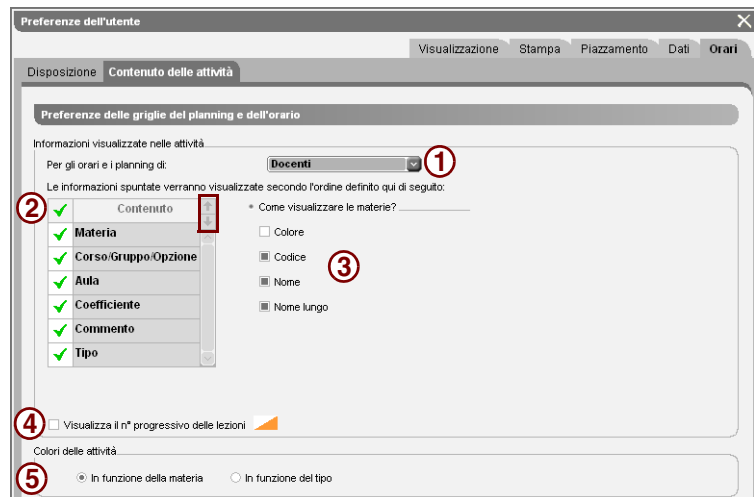 Preferenze dell'utente
Visualizzazione Stampa Piazzamento Dati Orari
Disposizione Contenuto delle attività
Preferenze delle griglie del planning e dell'orario
Informazioni visualizzate nelle attività
Per gli orari e i planning di: Docenti 1
Le informazioni spuntate verranno visualizzate secondo l'ordine definito qui di seguito:
2 Contenuto
Materia
Corso/Gruppo/Opzione
Aula
Coefficiente
Commento
Tipo
Come visualizzare le materie?
Colore
Codice
3
Nome
Nome lungo
4 Visualizza il n° progressivo delle lezioni
Colori delle attività
5 In funzione della materia In funzione del tipo